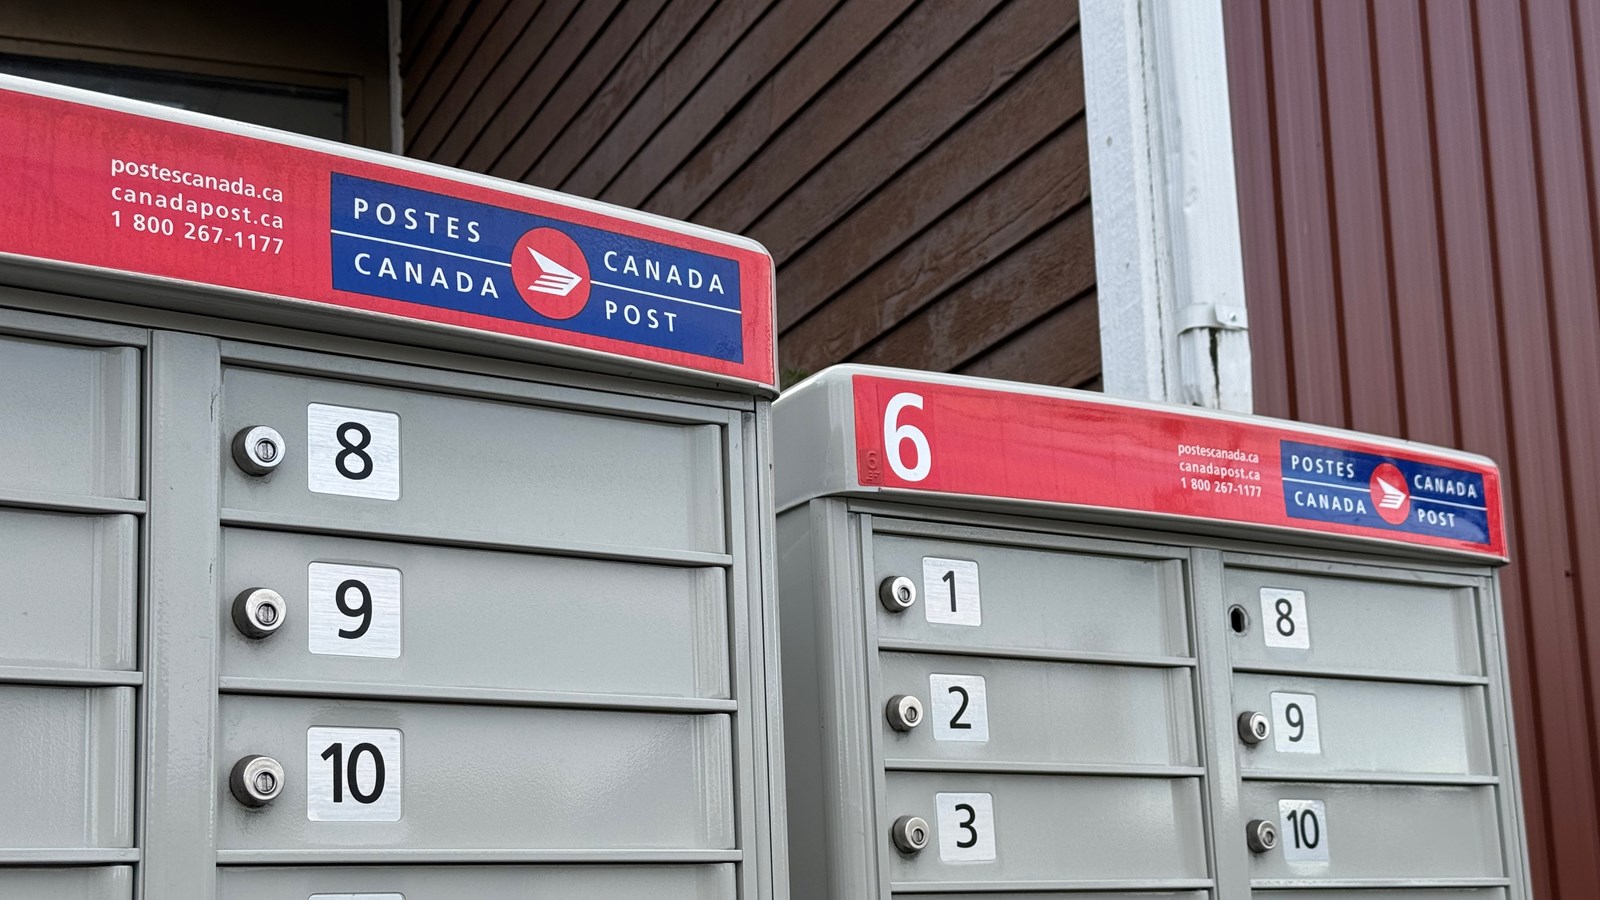 postescanada.ca
canadapost.ca
1 800 267-1177
POSTES
CANADA
CANADA
POST
8
9
10
6
postescanada.ca
canadapost.ca
1 800 267-1177
POSTES
CANADA
CANADA
POST
1
8
2
9
3
10